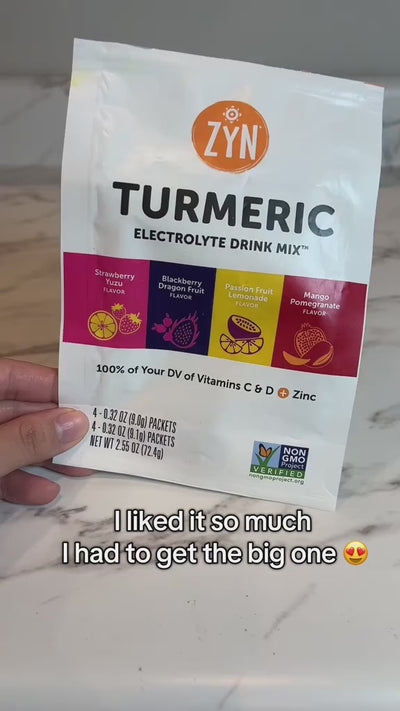 ZYN
TURMERIC
ELECTROLYTE DRINK MIX™
Strawberry
Yuzu
FLAVOR
Blackberry
Dragon Fruit
FLAVOR
Passion Fruit
Lemonade
FLAVOR
Mango
Pomegranate
FLAVOR
100% of Your DV of Vitamins C & D + Zinc
4 - 0.32 OZ (9.0g) PACKETS
4 - 0.32 OZ (9.1g) PACKETS
NET WT 2.55 OZ (72.4g)
NON
GMO
Project
VERIFIED
nongmoproject.org
I liked it so much
I had to get the big one 😍